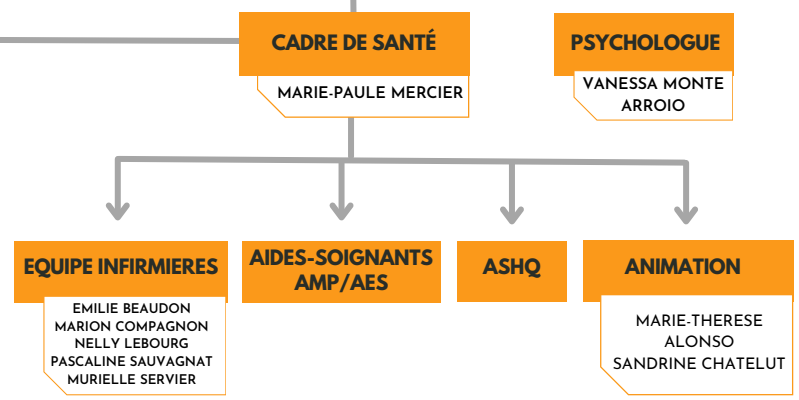 CADRE DE SANTÉ
MARIE-PAULE MERCIER
PSYCHOLOGUE
VANESSA MONTE
ARROIO
EQUIPE INFIRMIERES
EMILIE BEAUDON
MARION COMPAGNON
NELLY LEBOURG
PASCALINE SAUVAGNAT
MURIELLE SERVIER
AIDES-SOIGNANTS
AMP/AES
ASHQ
ANIMATION
MARIE-THERESE
ALONSO
SANDRINE CHATELUT